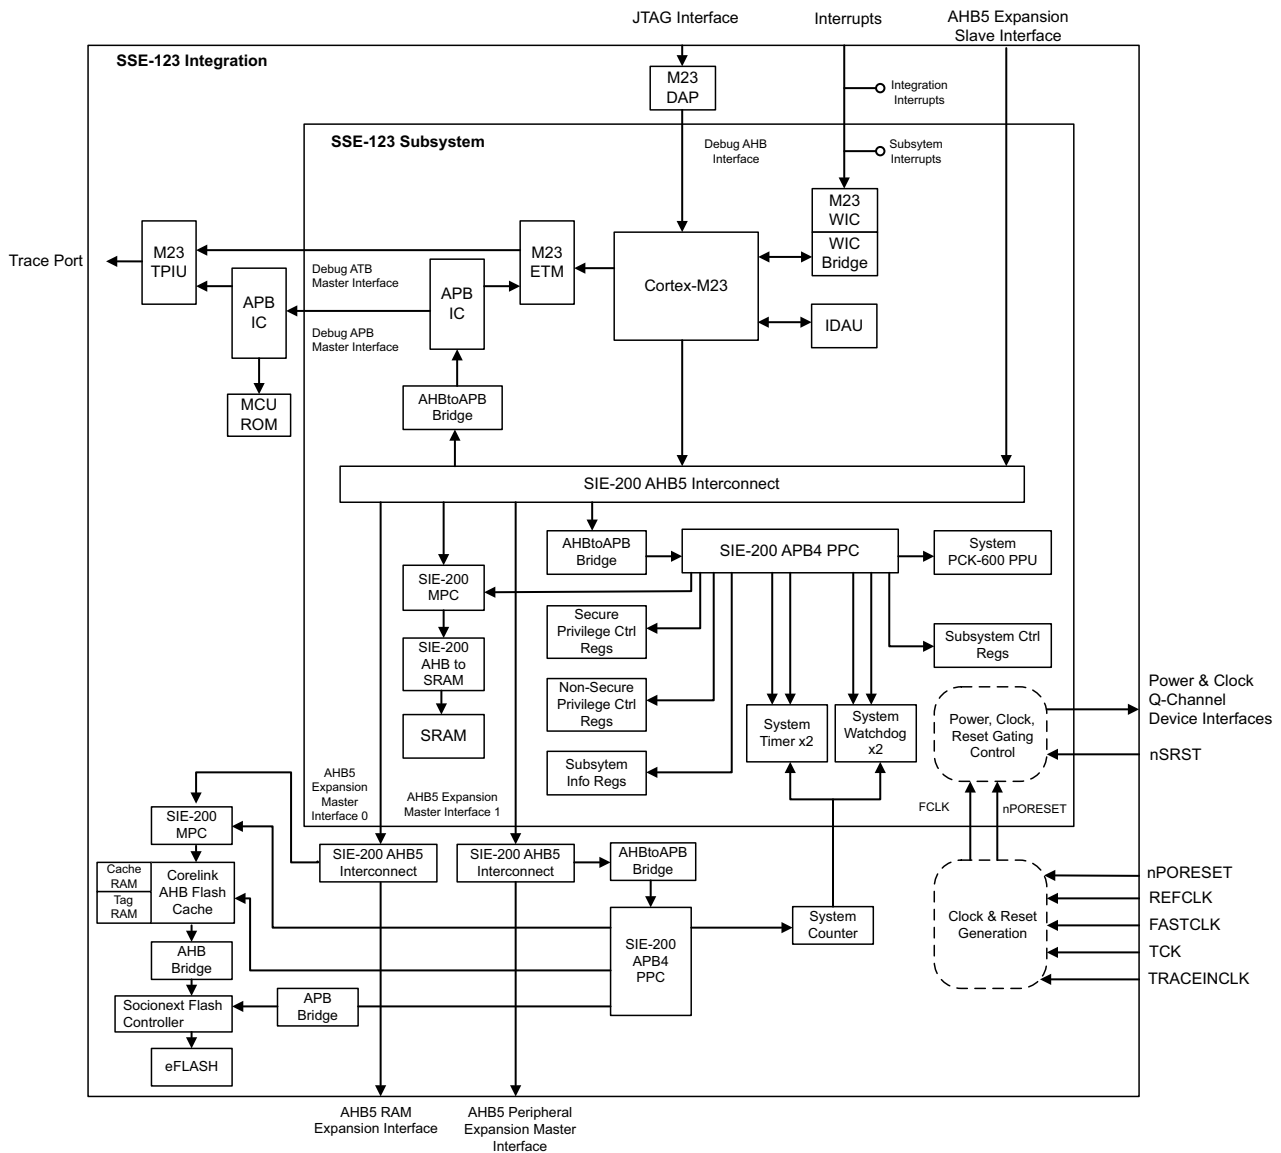 JTAG Interface
Interrupts
AHB5 Expansion
Slave Interface
SSE-123 Integration
M23
DAP
Integration
Interrupts
SSE-123 Subsystem
Debug AHB
Interface
Subsytem
Interrupts
M23
WIC
WIC
Bridge
Trace Port
M23
TPIU
M23
ETM
Cortex-M23
Debug ATB
Master Interface
APB
IC
APB
IC
IDAU
Debug APB
Master Interface
MCU
ROM
AHBtoAPB
Bridge
SIE-200 AHB5 Interconnect
AHBtoAPB
Bridge
SIE-200 APB4 PPC
System
PCK-600 PPU
SIE-200
MPC
Secure
Privilege Ctrl
Regs
Subsystem Ctrl
Regs
SIE-200
AHB to
SRAM
Non-Secure
Privilege Ctrl
Regs
Power & Clock
Q-Channel
Device Interfaces
SRAM
System
Timer x2
System
Watchdog
x2
Power, Clock,
Reset Gating
Control
nSRST
Subsytem
Info Regs
AHB5
Expansion
Master
Interface 0
AHB5 Expansion
Master Interface 1
FCLK
nPORESET
SIE-200
MPC
SIE-200 AHB5
Interconnect
SIE-200 AHB5
Interconnect
AHBtoAPB
Bridge
Cache
RAM
Tag
RAM
Corelink
AHB Flash
Cache
nPORESET
REFCLK
FASTCLK
TCK
TRACEINCLK
Clock & Reset
Generation
System
Counter
SIE-200
APB4
PPC
AHB
Bridge
APB
Bridge
Socionext Flash
Controller
eFLASH
AHB5 RAM
Expansion Interface
AHB5 Peripheral
Expansion Master
Interface